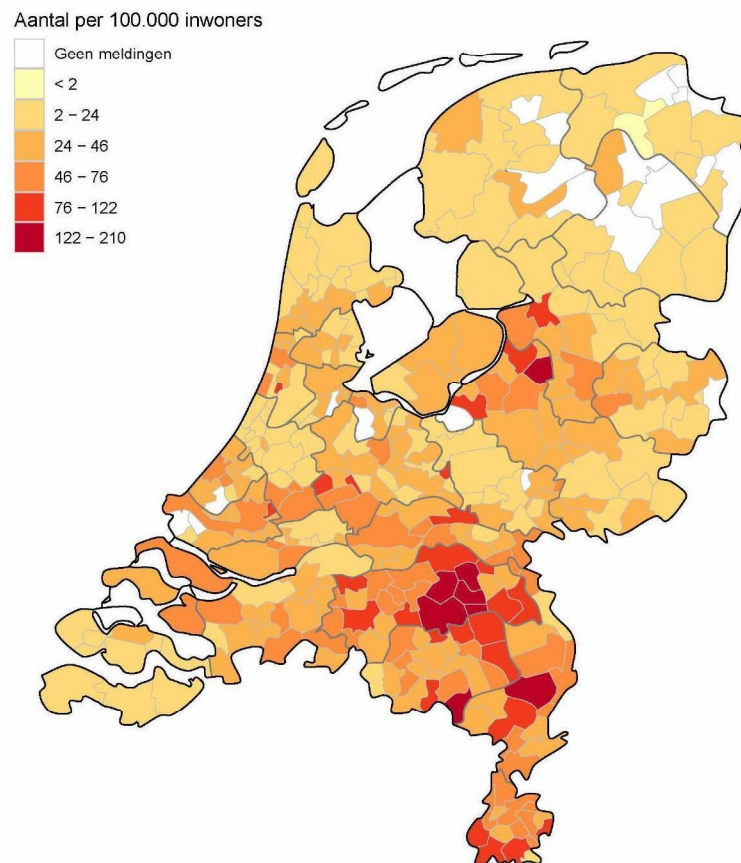 Aantal per 100.000 inwoners
Geen meldingen
< 2
2 − 24
24 − 46
46 − 76
76 − 122
122 − 210